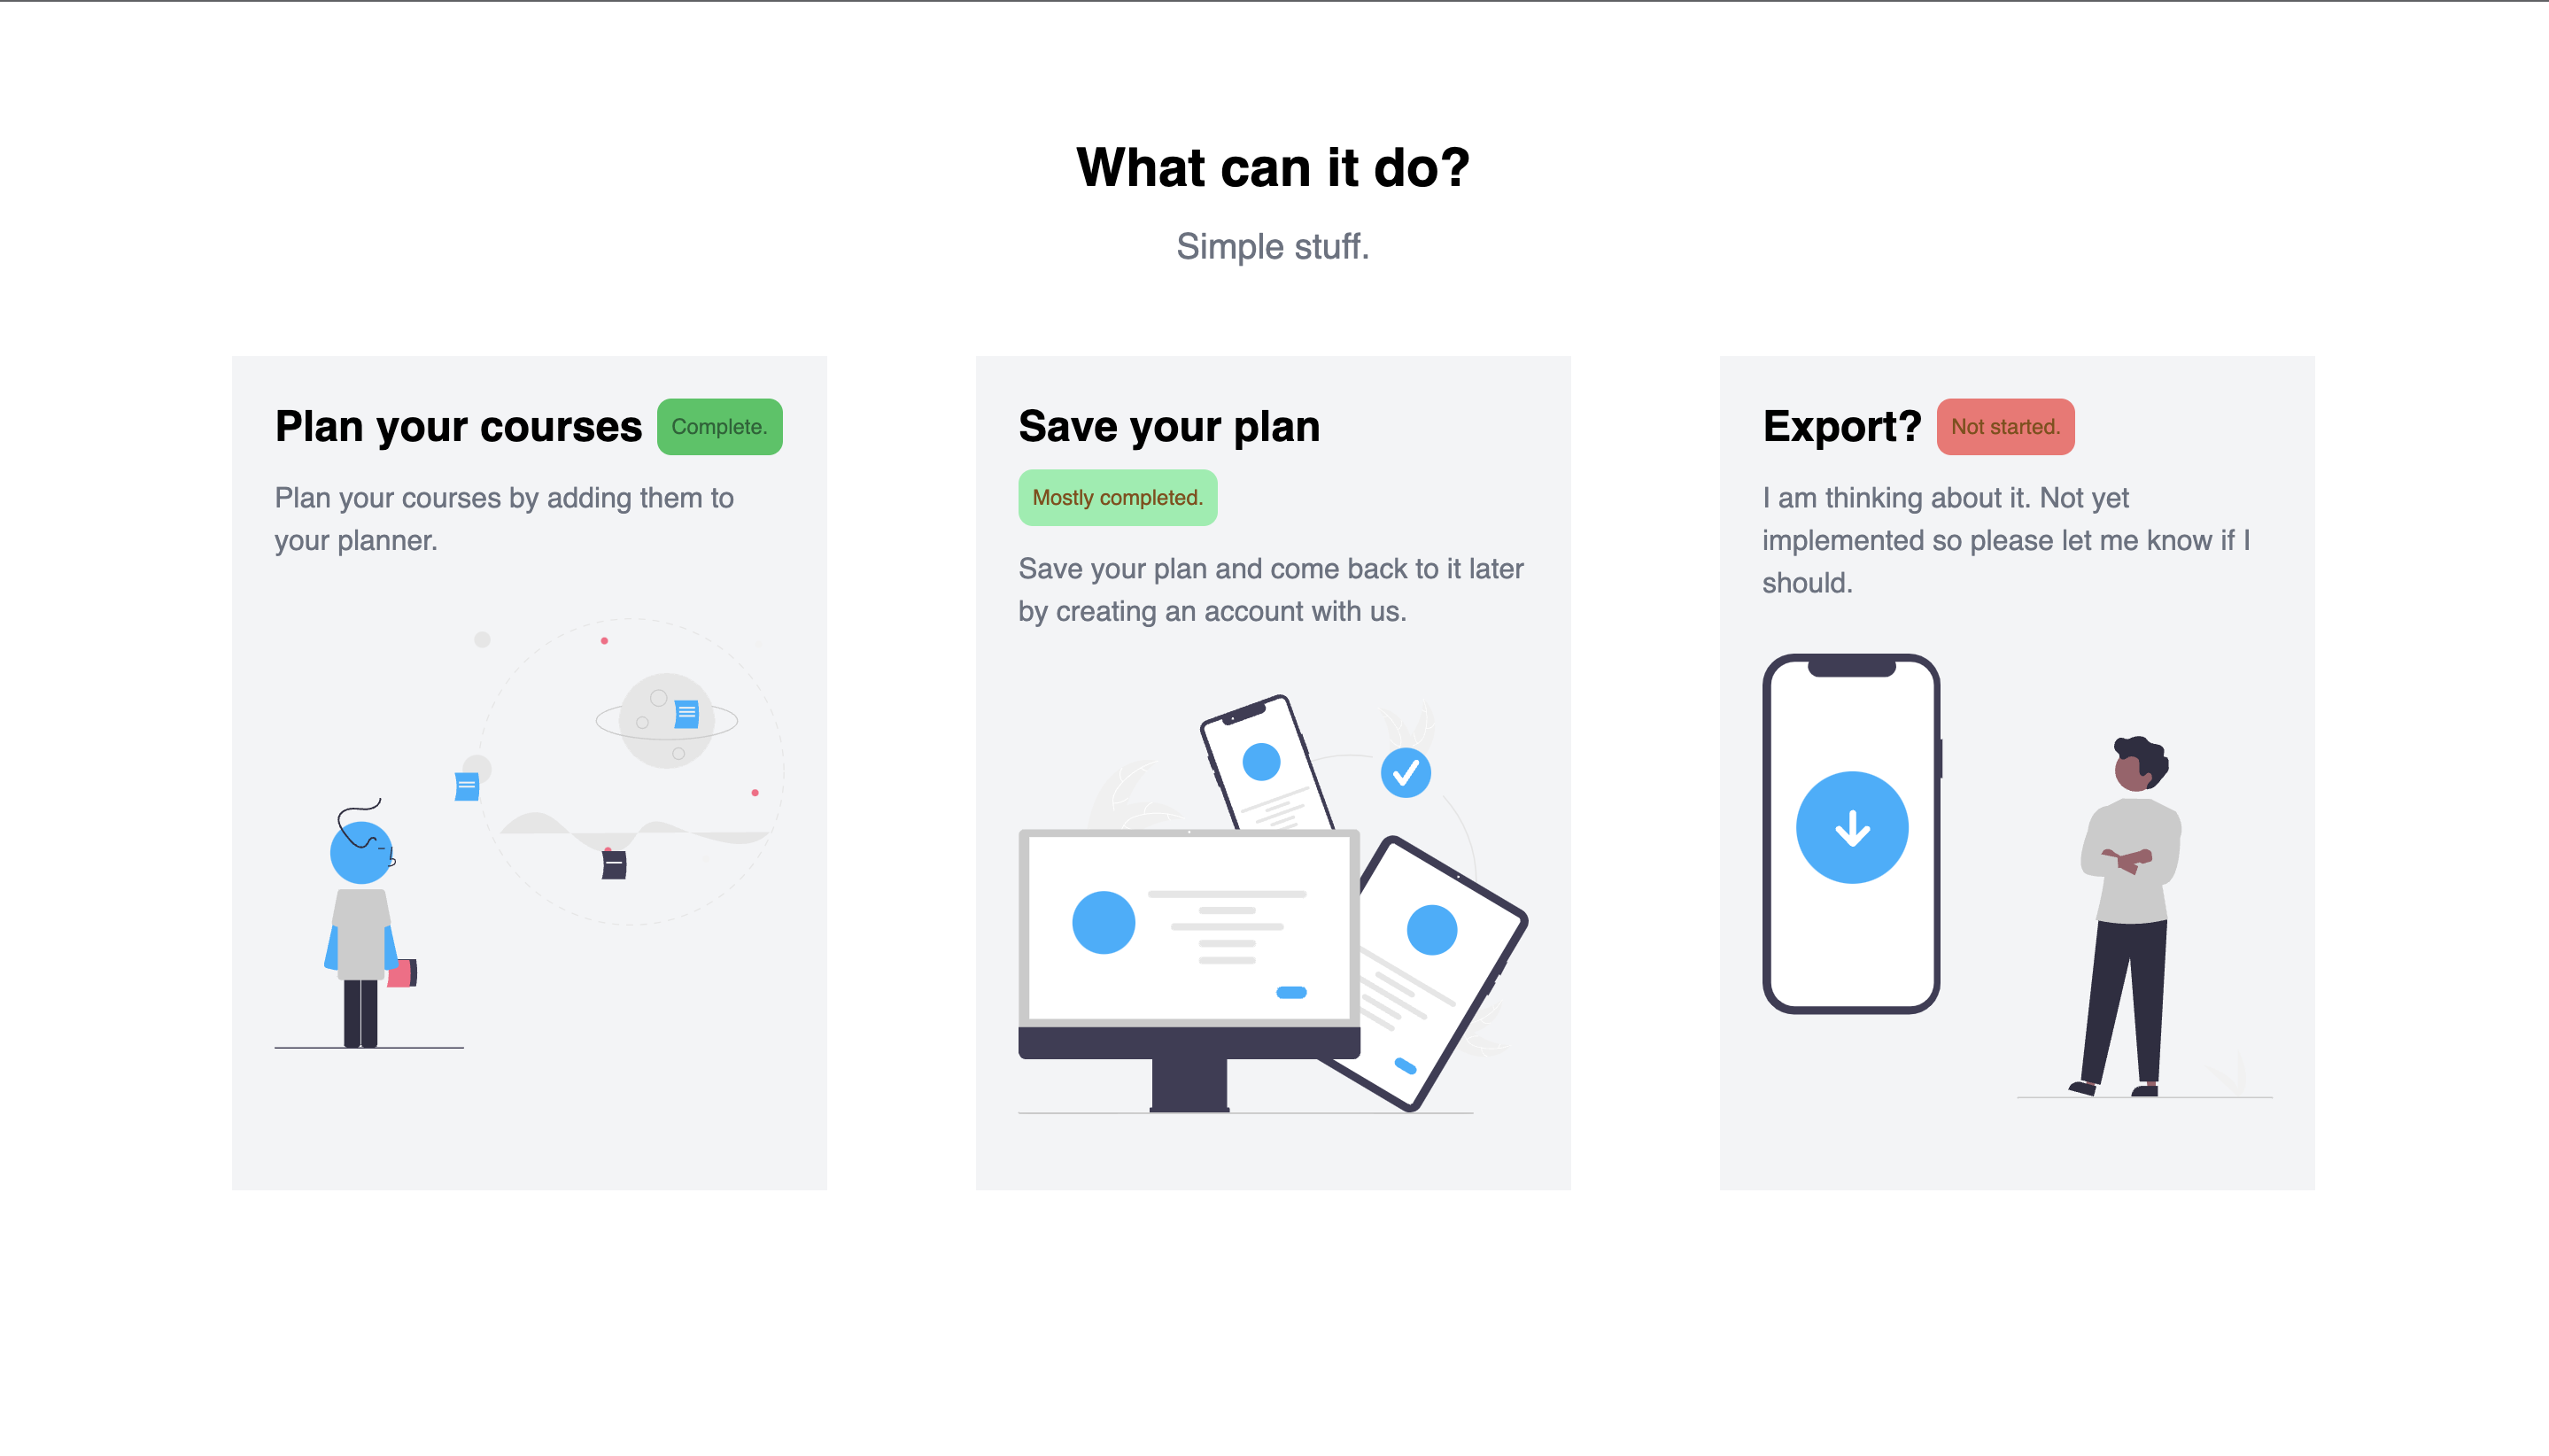 What can it do?
Simple stuff.
Plan your courses
Complete.
Plan your courses by adding them to
your planner.
Save your plan
Mostly completed.
Save your plan and come back to it later
by creating an account with us.
Export?
Not started.
I am thinking about it. Not yet
implemented so please let me know if I
should.